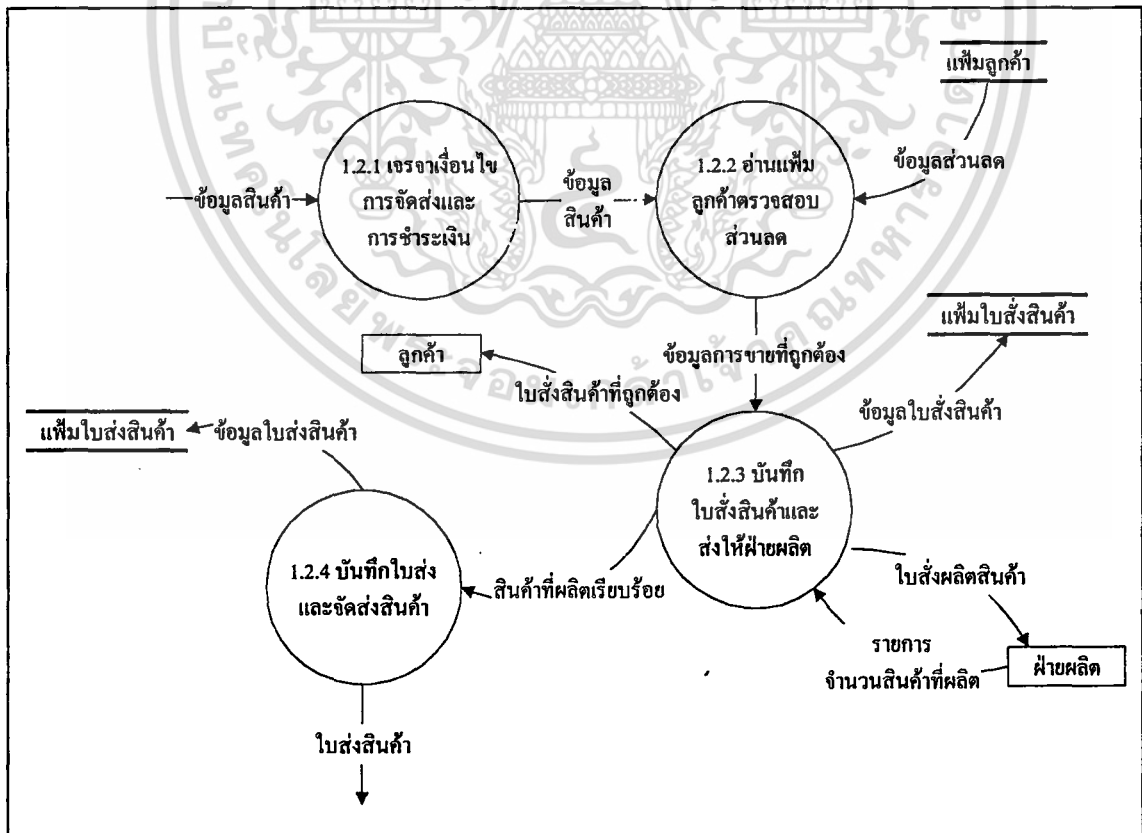 แฟ้มลูกค้า
ข้อมูลส่วนลด
ข้อมูลสินค้า
1.2.1 เจรจาเงื่อนไข
การจัดส่งและ
การชำระเงิน
ข้อมูล
สินค้า
1.2.2 อ่านแฟ้ม
ลูกค้าตรวจสอบ
ส่วนลด
แฟ้มใบสั่งสินค้า
ลูกค้า
ข้อมูลการขายที่ถูกต้อง
ใบสั่งสินค้าที่ถูกต้อง
ข้อมูลใบสั่งสินค้า
แฟ้มใบส่งสินค้า
ข้อมูลใบส่งสินค้า
1.2.3 บันทึก
ใบสั่งสินค้าและ
ส่งให้ฝ่ายผลิต
1.2.4 บันทึกใบส่ง
และจัดส่งสินค้า
สินค้าที่ผลิตเรียบร้อย
ใบสั่งผลิตสินค้า
รายการ
จำนวนสินค้าที่ผลิต
ฝ่ายผลิต
ใบส่งสินค้า